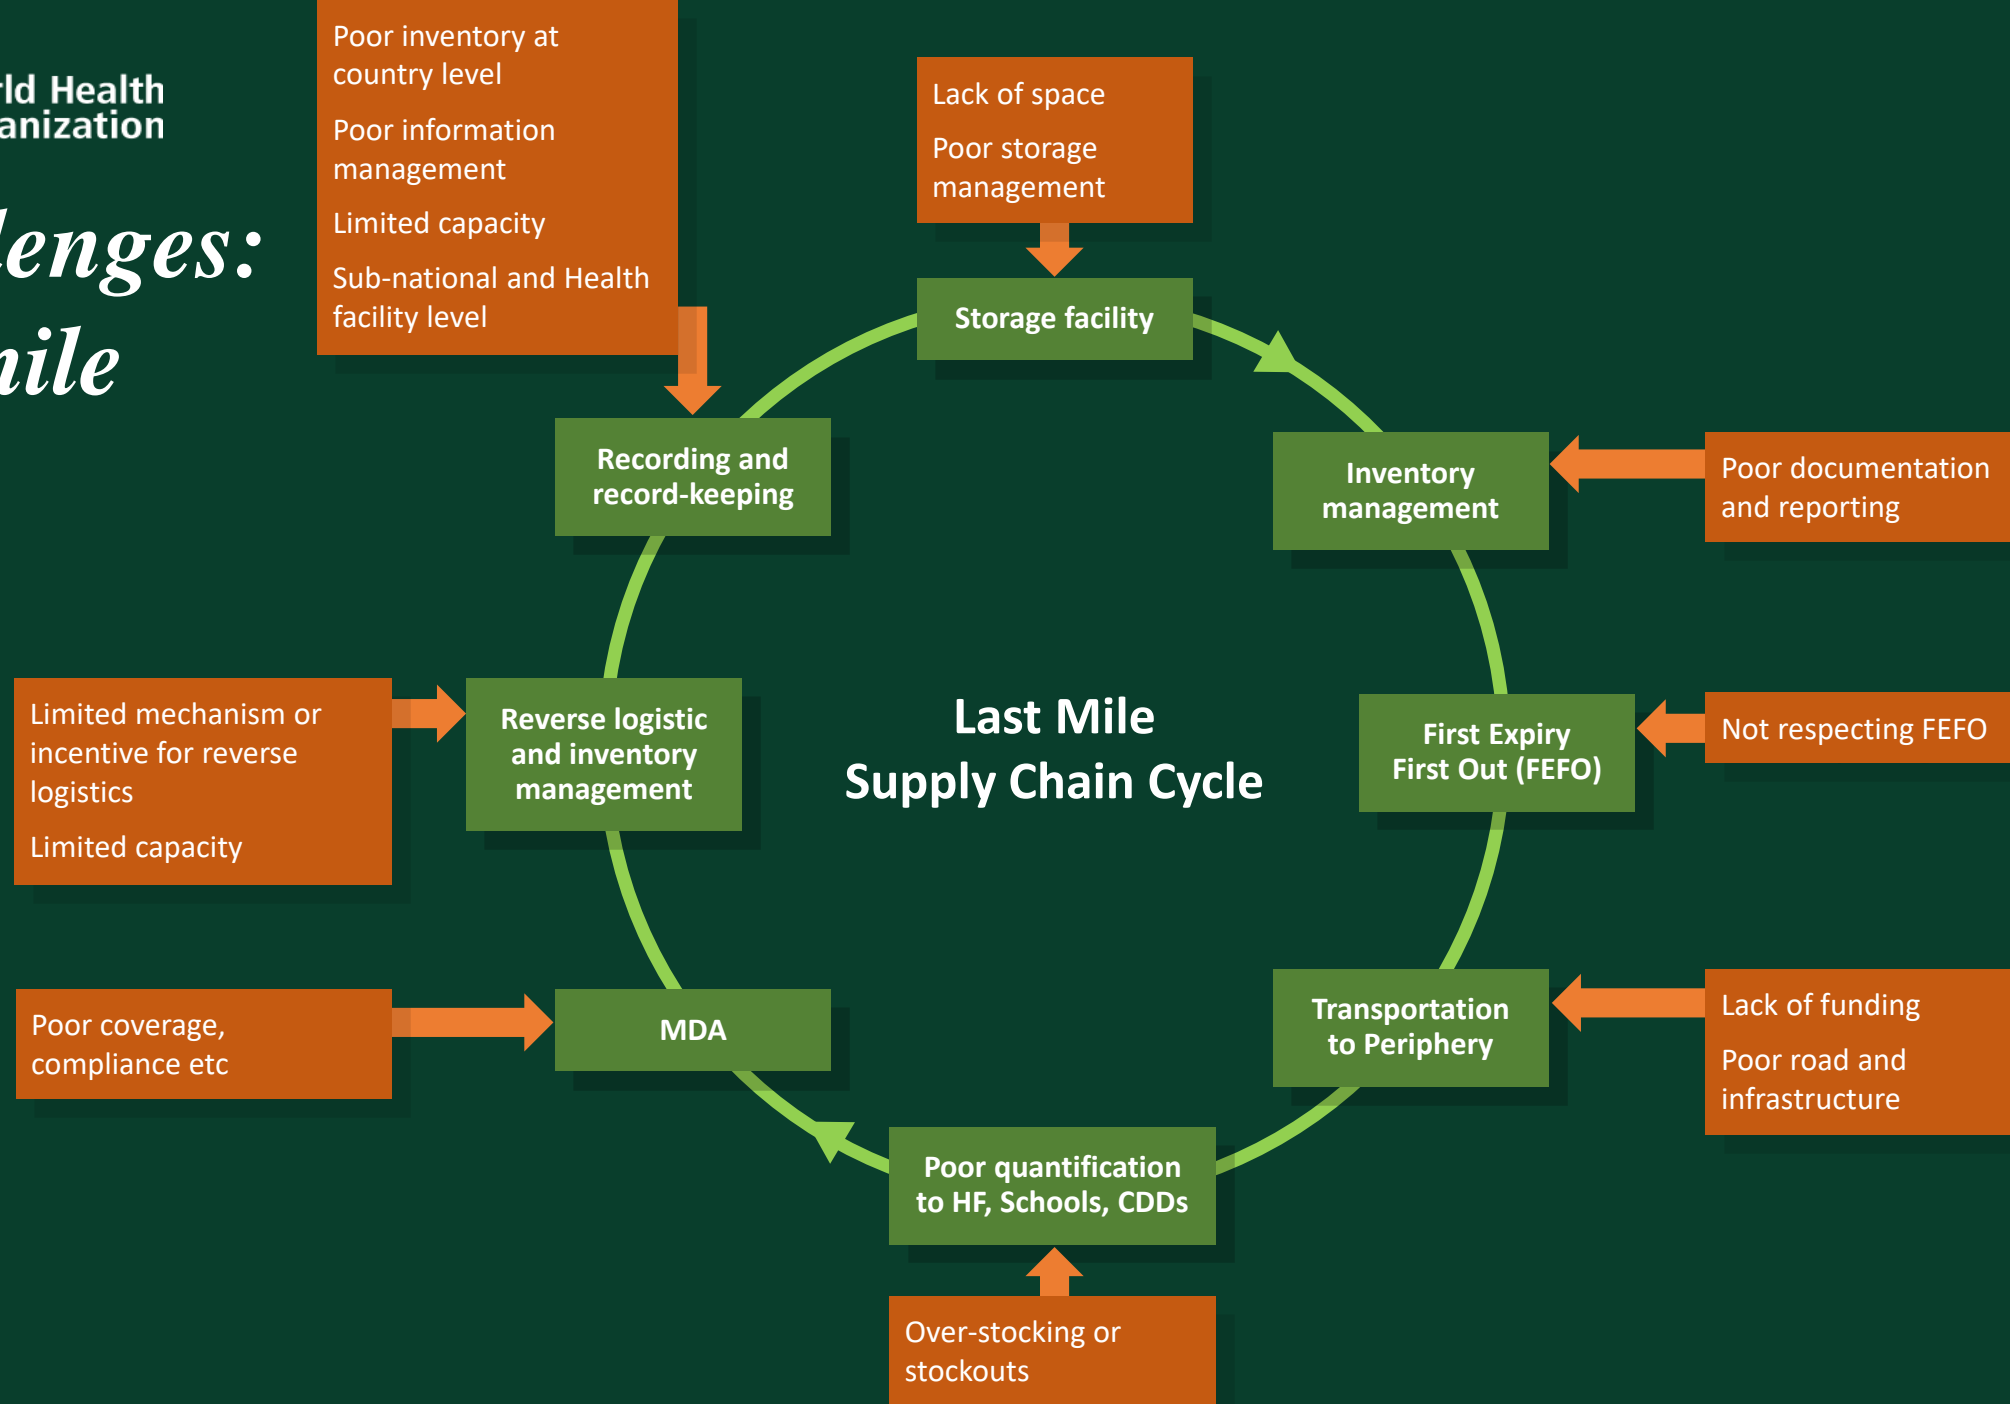 rld Health
anization
lenges:
nile
Poor inventory at
country level
Poor information
management
Limited capacity
Sub-national and Health
facility level
Lack of space
Poor storage
management
Storage facility
Recording and
record-keeping
Inventory
management
Poor documentation
and reporting
Limited mechanism or
incentive for reverse
logistics
Limited capacity
Reverse logistic
and inventory
management
Last Mile
Supply Chain Cycle
First Expiry
First Out (FEFO)
Not respecting FEFO
Poor coverage,
compliance etc
MDA
Transportation
to Periphery
Lack of funding
Poor road and
infrastructure
Poor quantification
to HF, Schools, CDDs
Over-stocking or
stockouts